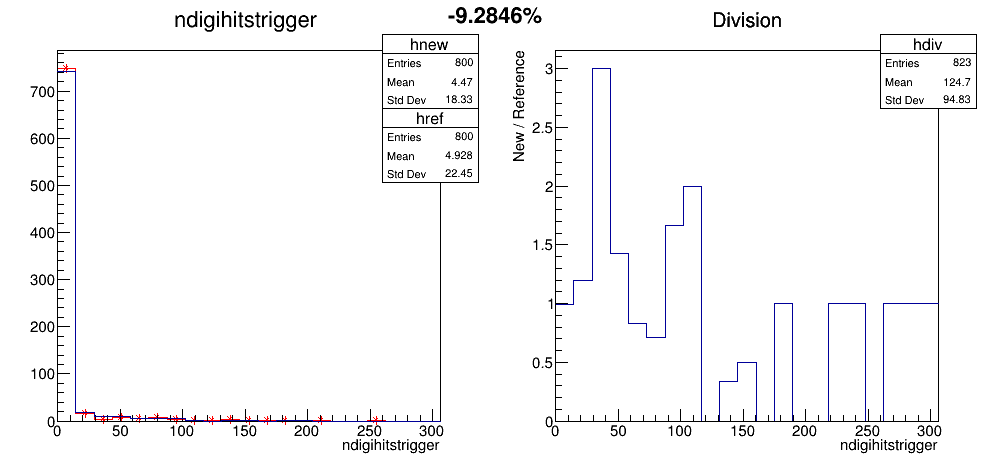 -9.2846%
ndigihitstrigger
hnew
Entries 800
Mean 4.47
Std Dev 18.33
href
Entries 800
Mean 4.928
Std Dev 22.45
700
600
500
400
300
200
100
0
0 50 100 150 200 250 300
ndigihitstrigger
Division
hdiv
Entries 823
Mean 124.7
Std Dev 94.83
New / Reference
3
2.5
2
1.5
1
0.5
0
0 50 100 150 200 250 300
ndigihitstrigger